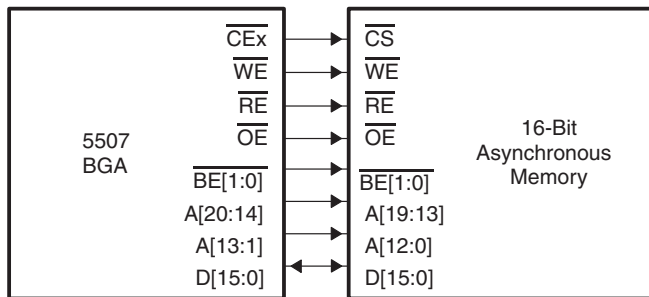 CEx
WE
RE
OE
BE[1:0]
A[20:14]
A[13:1]
D[15:0]
5507
BGA
CS
WE
RE
OE
BE[1:0]
A[19:13]
A[12:0]
D[15:0]
16-Bit
Asynchronous
Memory